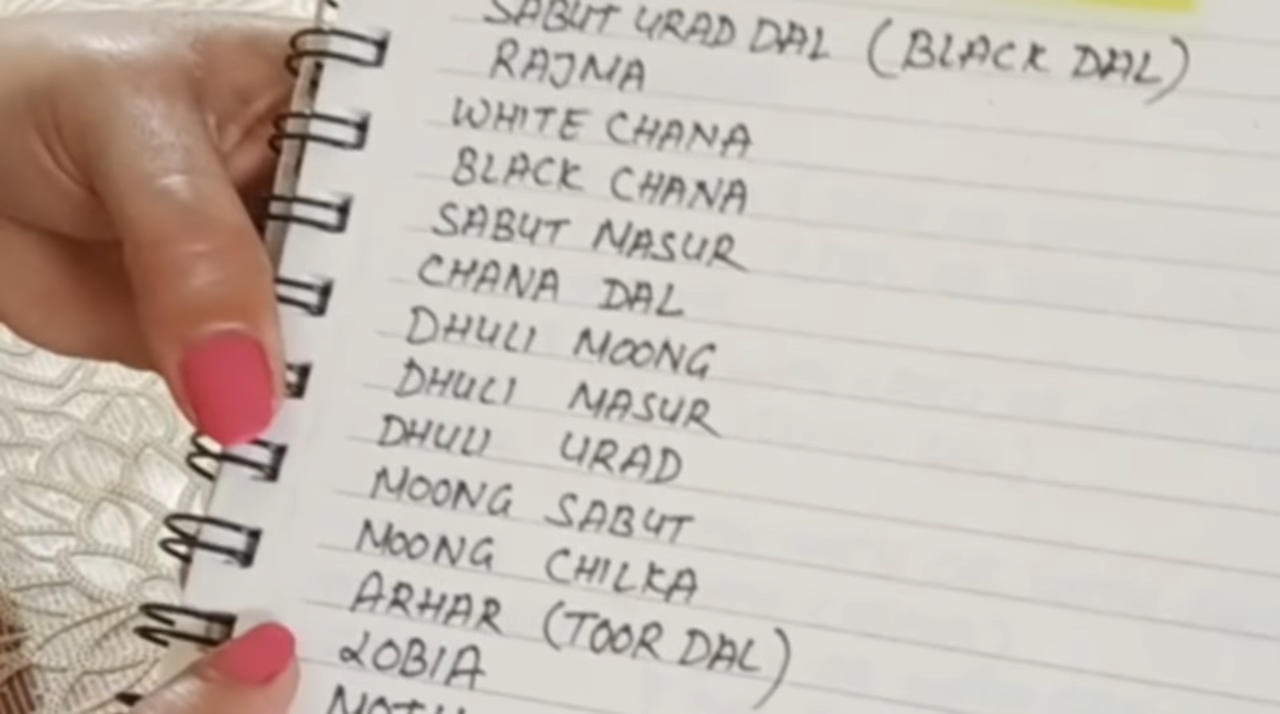 SABUT URAD DAL (BLACK DAL)
RAJMA
WHITE CHANA
BLACK CHANA
SABUT MASUR
CHANA DAL
DHULI MOONG
DHULI MASUR
DHULI URAD
MOONG SABUT
MOONG CHILKA
ARHAR (TOOR DAL)
LOBIA